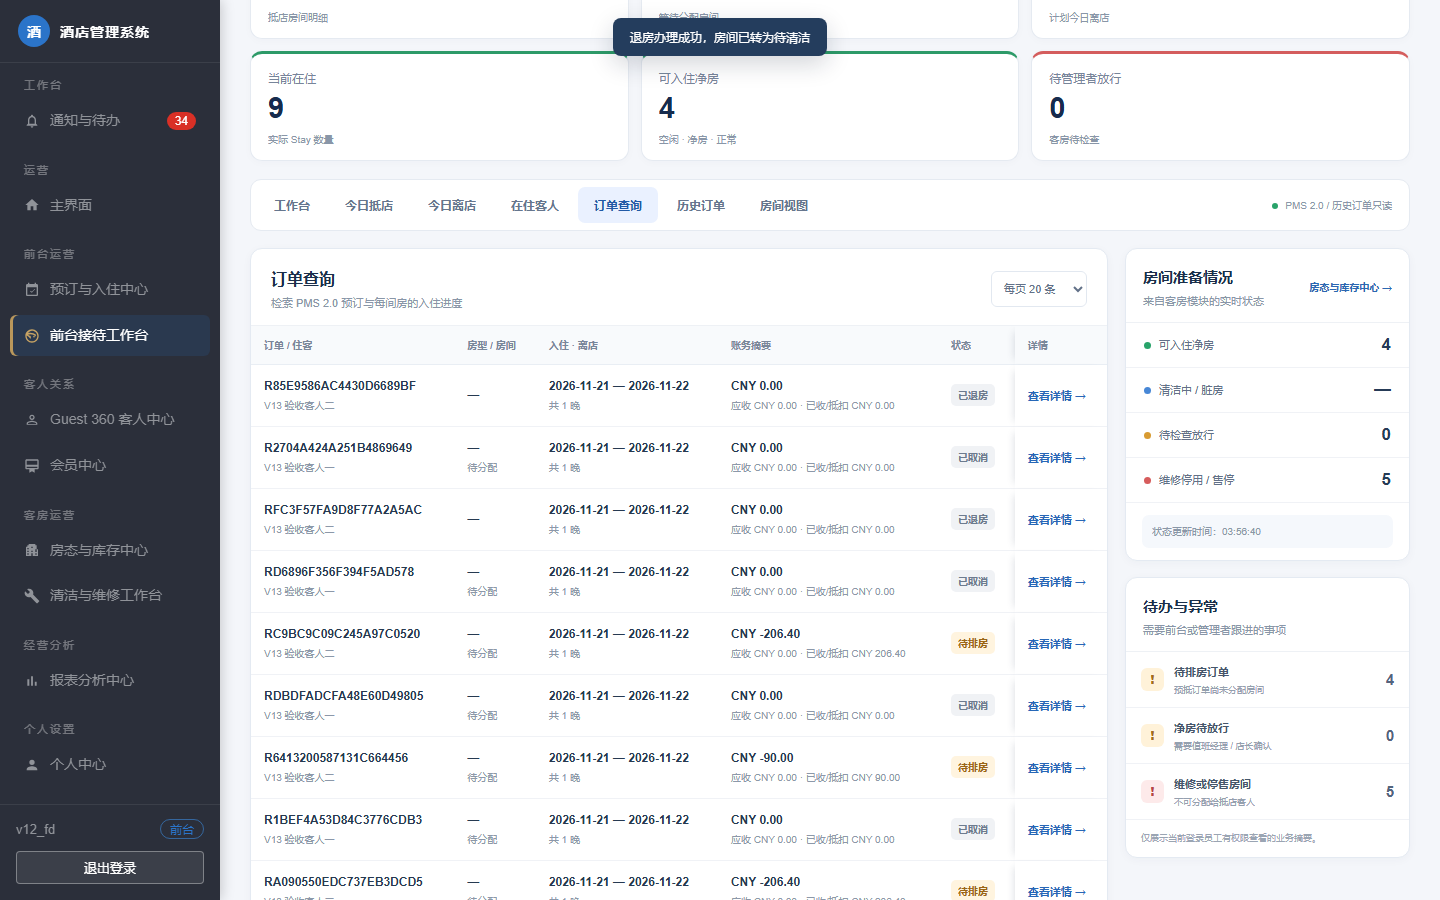 酒 酒店管理系统
工作台
通知与待办 34
运营
主界面
前台运营
预订与入住中心
前台接待工作台
客人关系
Guest 360 客人中心
会员中心
客房运营
房态与库存中心
清洁与维修工作台
经营分析
报表分析中心
个人设置
个人中心
v12_fd 前台
退出登录
抵店房间明细
等待分配房间
计划今日离店
退房办理成功，房间已转为待清洁
当前在住
9
实际 Stay 数量
可入住净房
4
空闲 · 净房 · 正常
待管理者放行
0
客房待检查
工作台 今日抵店 今日离店 在住客人 订单查询 历史订单 房间视图 PMS 2.0 / 历史订单只读
订单查询
检索 PMS 2.0 预订与每间房的入住进度
每页 20 条
订单 / 住客 房型 / 房间 入住 · 离店 账务摘要 状态 详情
R85E9586AC4430D6689BF — 2026-11-21 — 2026-11-22 CNY 0.00 已退房 查看详情 →
V13 验收客人二 共 1 晚 应收 CNY 0.00 · 已收/抵扣 CNY 0.00
R2704A424A251B4869649 — 2026-11-21 — 2026-11-22 CNY 0.00 已取消 查看详情 →
V13 验收客人一 待分配 共 1 晚 应收 CNY 0.00 · 已收/抵扣 CNY 0.00
RFC3F57FA9D8F77A2A5AC — 2026-11-21 — 2026-11-22 CNY 0.00 已退房 查看详情 →
V13 验收客人二 共 1 晚 应收 CNY 0.00 · 已收/抵扣 CNY 0.00
RD6896F356F394F5AD578 — 2026-11-21 — 2026-11-22 CNY 0.00 已取消 查看详情 →
V13 验收客人一 待分配 共 1 晚 应收 CNY 0.00 · 已收/抵扣 CNY 0.00
RC9BC9C09C245A97C0520 — 2026-11-21 — 2026-11-22 CNY -206.40 待排房 查看详情 →
V13 验收客人二 待分配 共 1 晚 应收 CNY 0.00 · 已收/抵扣 CNY 206.40
RDBDFADCFA48E60D49805 — 2026-11-21 — 2026-11-22 CNY 0.00 已取消 查看详情 →
V13 验收客人一 待分配 共 1 晚 应收 CNY 0.00 · 已收/抵扣 CNY 0.00
R6413200587131C664456 — 2026-11-21 — 2026-11-22 CNY -90.00 待排房 查看详情 →
V13 验收客人二 待分配 共 1 晚 应收 CNY 0.00 · 已收/抵扣 CNY 90.00
R1BEF4A53D84C3776CDB3 — 2026-11-21 — 2026-11-22 CNY 0.00 已取消 查看详情 →
V13 验收客人一 待分配 共 1 晚 应收 CNY 0.00 · 已收/抵扣 CNY 0.00
RA090550EDC737EB3DCD5 — 2026-11-21 — 2026-11-22 CNY -206.40 待排房 查看详情 →
房间准备情况
来自客房模块的实时状态
房态与库存中心 →
可入住净房 4
清洁中 / 脏房 —
待检查放行 0
维修停用 / 售停 5
状态更新时间：03:56:40
待办与异常
需要前台或管理者跟进的事项
! 待排房订单 4
预抵订单尚未分配房间
! 净房待放行 0
需要值班经理 / 店长确认
! 维修或停售房间 5
不可分配给抵店客人
仅展示当前登录员工有权限查看的业务摘要。